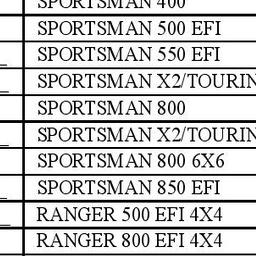 SPORTSMAN 400
SPORTSMAN 500 EFI
SPORTSMAN 550 EFI
SPORTSMAN X2/TOURIN
SPORTSMAN 800
SPORTSMAN X2/TOURIN
SPORTSMAN 800 6X6
SPORTSMAN 850 EFI
RANGER 500 EFI 4X4
RANGER 800 EFI 4X4